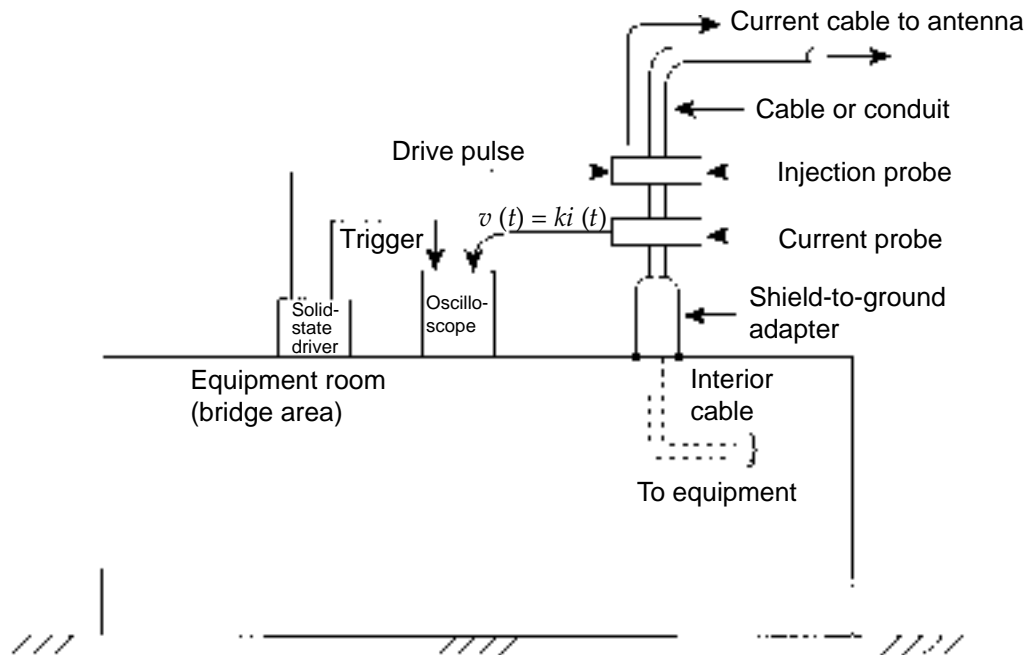 Current cable to antenna
Cable or conduit
Drive pulse
Injection probe
v (t) = ki (t)
Trigger
Current probe
Solid-
state
driver
Oscillo-
scope
Shield-to-ground
adapter
Equipment room
(bridge area)
Interior
cable
To equipment